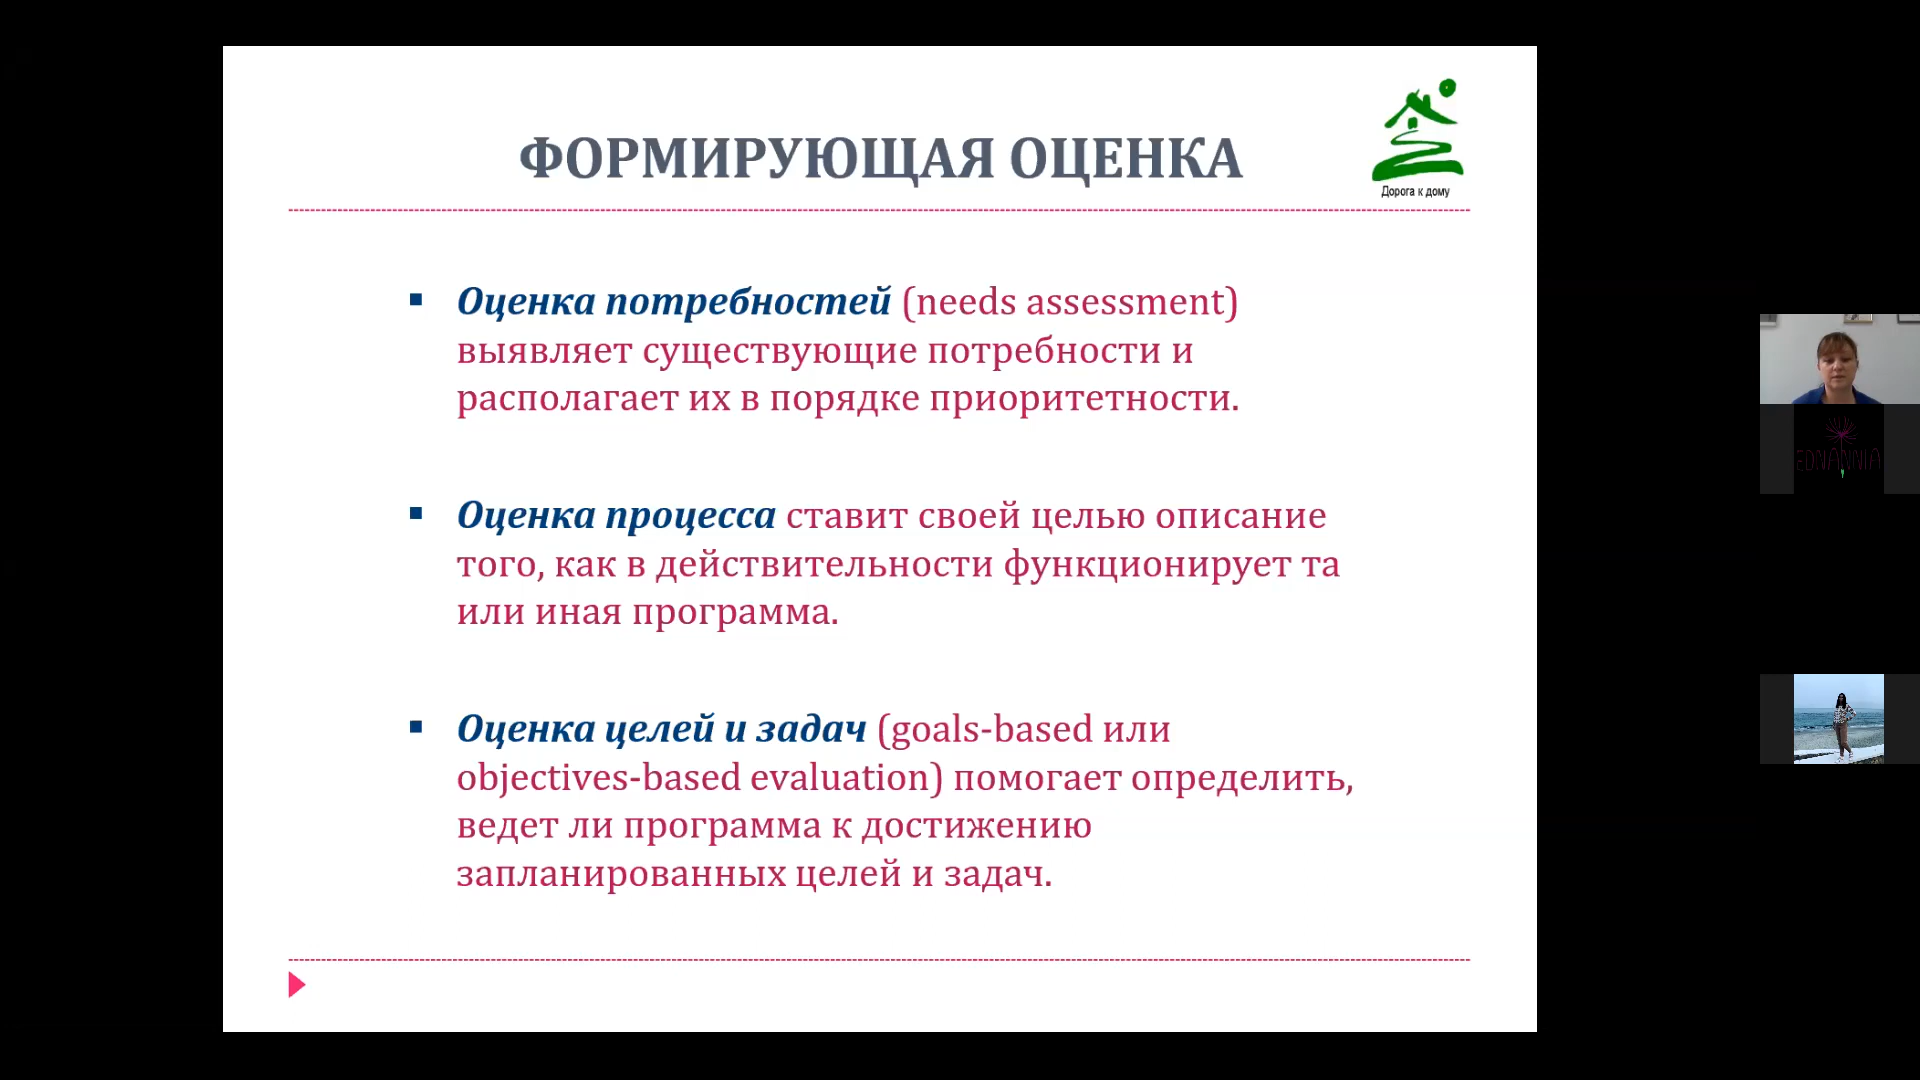 ФОРМИРУЮЩАЯ ОЦЕНКА
Дорога к дому
▪ Оценка потребностей (needs assessment)
выявляет существующие потребности и
располагает их в порядке приоритетности.
▪ Оценка процесса ставит своей целью описание
того, как в действительности функционирует та
или иная программа.
▪ Оценка целей и задач (goals-based или
objectives-based evaluation) помогает определить,
ведет ли программа к достижению
запланированных целей и задач.
EDNANNIA